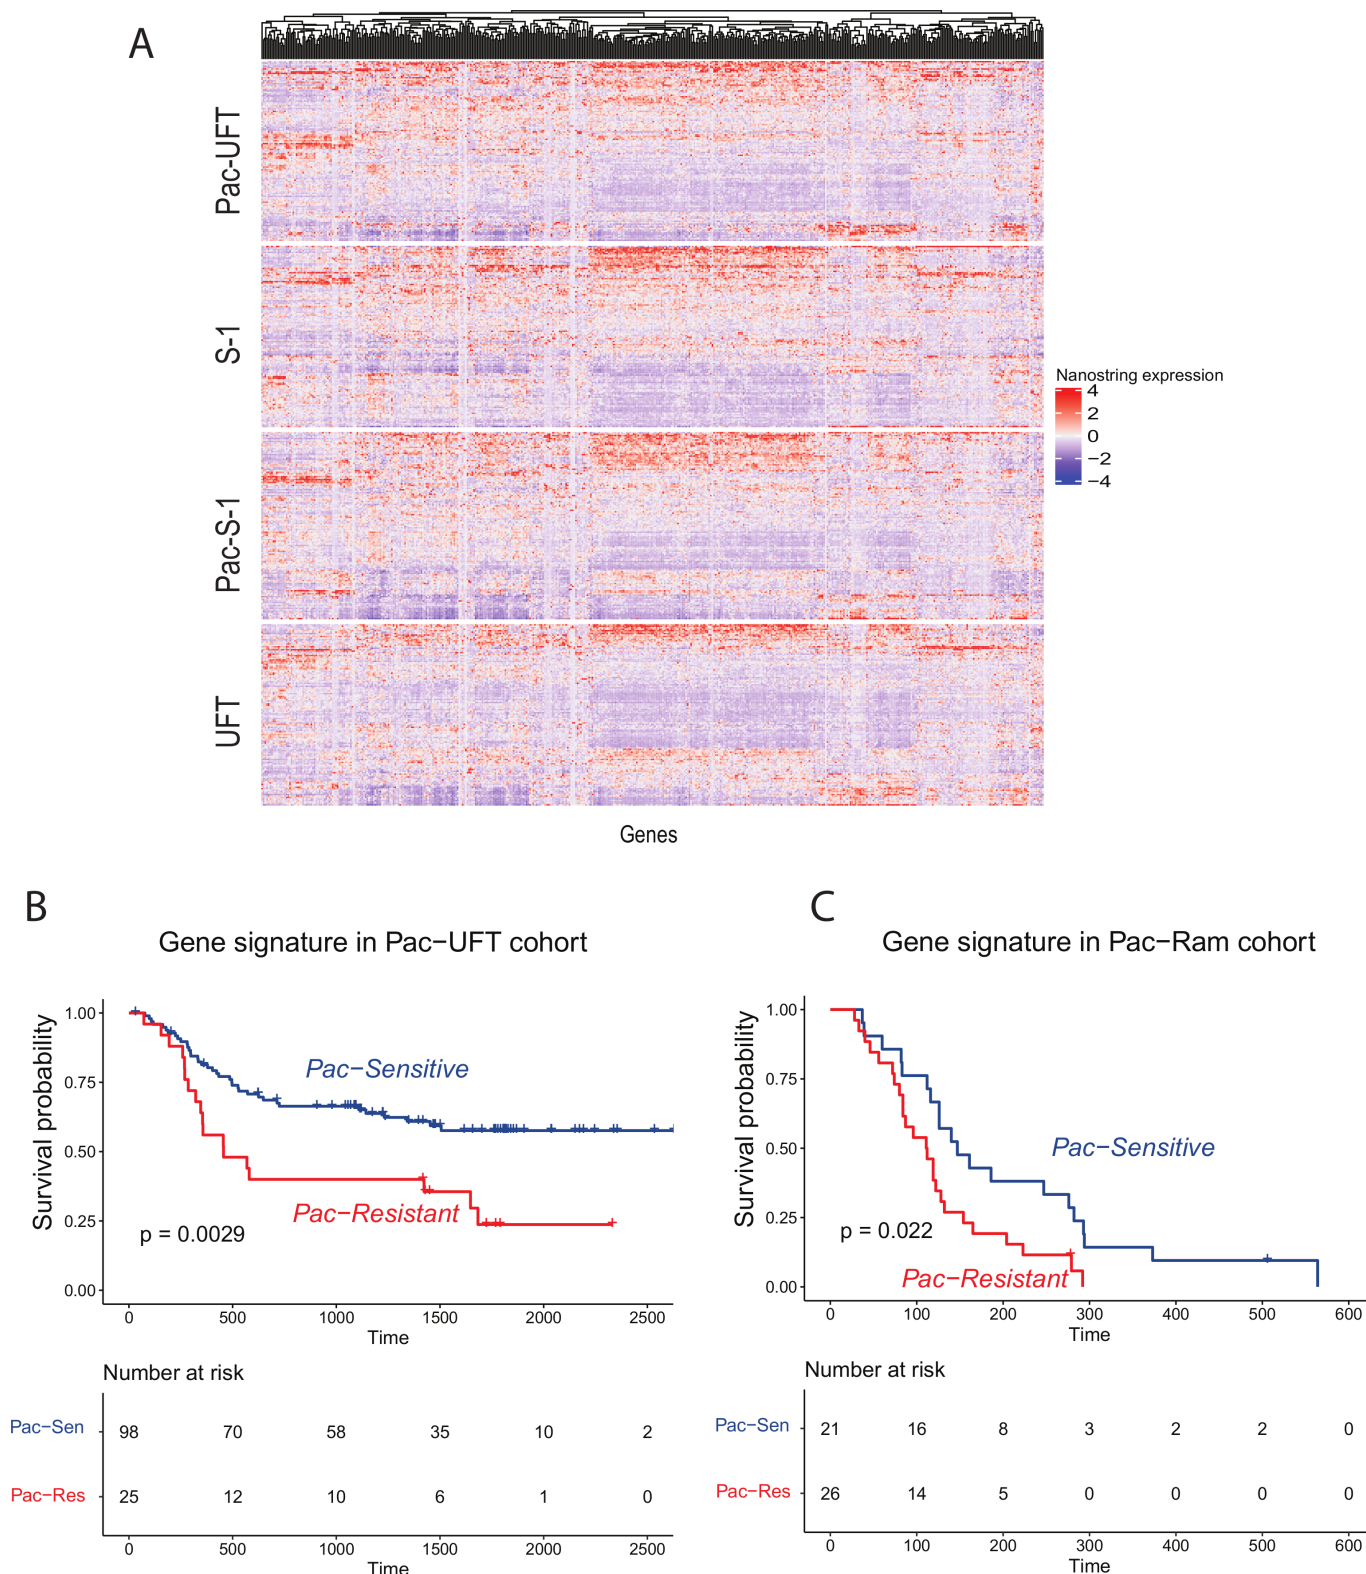 A
Pac-UFT
S-1
Pac-S-1
UFT
Nanostring expression
4
2
0
−2
−4
Genes
B
Gene signature in Pac−UFT cohort
Survival probability
1.00
0.75
0.50
0.25
0.00
Pac−Sensitive
Pac−Resistant
p = 0.0029
0 500 1000 1500 2000 2500
Time
Number at risk
Pac−Sen 98 70 58 35 10 2
Pac−Res 25 12 10 6 1 0
0 500 1000 1500 2000 2500
Time
C
Gene signature in Pac−Ram cohort
Survival probability
1.00
0.75
0.50
0.25
0.00
Pac−Sensitive
p = 0.022
Pac−Resistant
0 100 200 300 400 500 600
Time
Number at risk
Pac−Sen 21 16 8 3 2 2 0
Pac−Res 26 14 5 0 0 0 0
0 100 200 300 400 500 600
Time